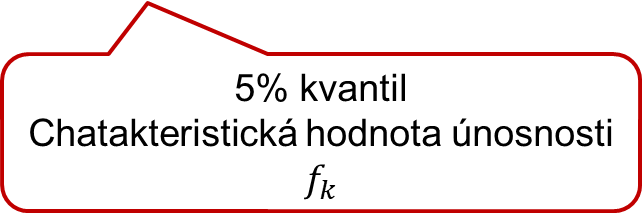 5% kvantil
Chatakteristická hodnota únosnosti
𝑓𝑘